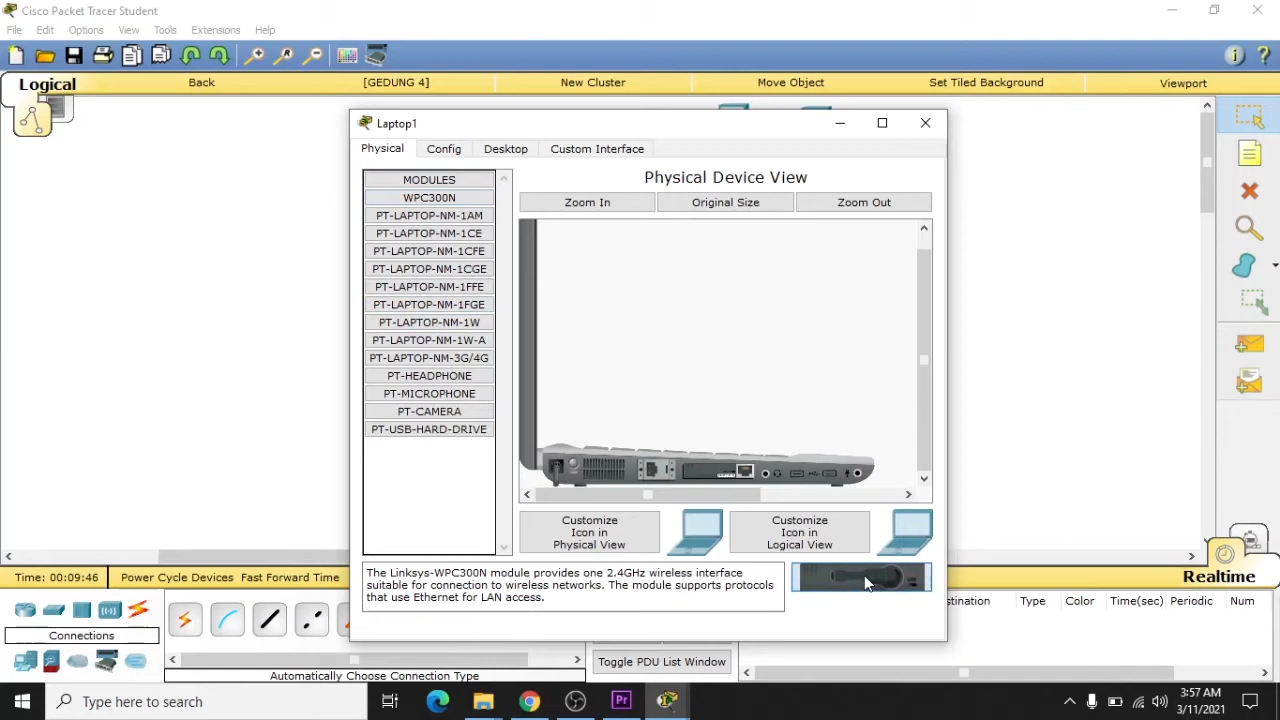 Cisco Packet Tracer Student
File Edit Options View Tools Extensions Help
Logical Back [GEDUNG 4] New Cluster Move Object Set Tiled Background Viewport
Laptop1
Physical Config Desktop Custom Interface
MODULES
WPC300N
PT-LAPTOP-NM-1AM
PT-LAPTOP-NM-1CE
PT-LAPTOP-NM-1CFE
PT-LAPTOP-NM-1CGE
PT-LAPTOP-NM-1FFE
PT-LAPTOP-NM-1FGE
PT-LAPTOP-NM-1W
PT-LAPTOP-NM-1W-A
PT-LAPTOP-NM-3G/4G
PT-HEADPHONE
PT-MICROPHONE
PT-CAMERA
PT-USB-HARD-DRIVE
Physical Device View
Zoom In Original Size Zoom Out
Customize
Icon in
Physical View
Customize
Icon in
Logical View
The Linksys-WPC300N module provides one 2.4GHz wireless interface
suitable for connection to wireless networks. The module supports protocols
that use Ethernet for LAN access.
Time: 00:09:46 Power Cycle Devices Fast Forward Time Realtime
Connections
Automatically Choose Connection Type
Toggle PDU List Window
stination Type Color Time(sec) Periodic Num
Type here to search
Pr
3:57 AM
3/11/2021